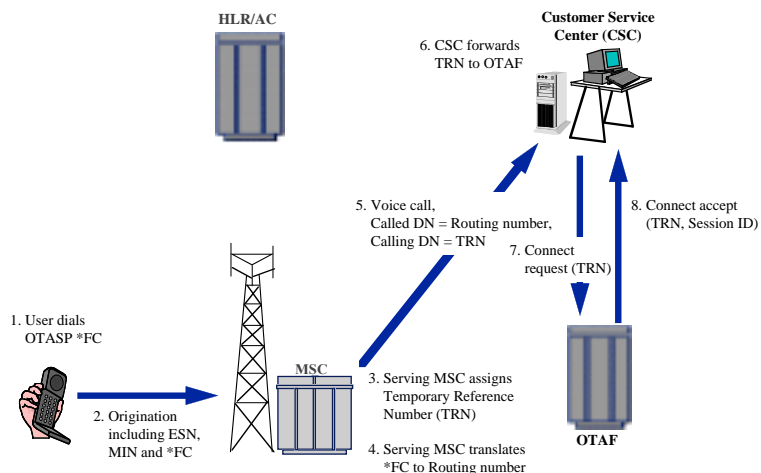 HLR/AC
Customer Service
Center (CSC)
6. CSC forwards
TRN to OTAF
5. Voice call,
Called DN = Routing number,
Calling DN = TRN
8. Connect accept
(TRN, Session ID)
7. Connect
request (TRN)
1. User dials
OTASP *FC
MSC
3. Serving MSC assigns
Temporary Reference
Number (TRN)
2. Origination
including ESN,
MIN and *FC
OTAF
4. Serving MSC translates
*FC to Routing number